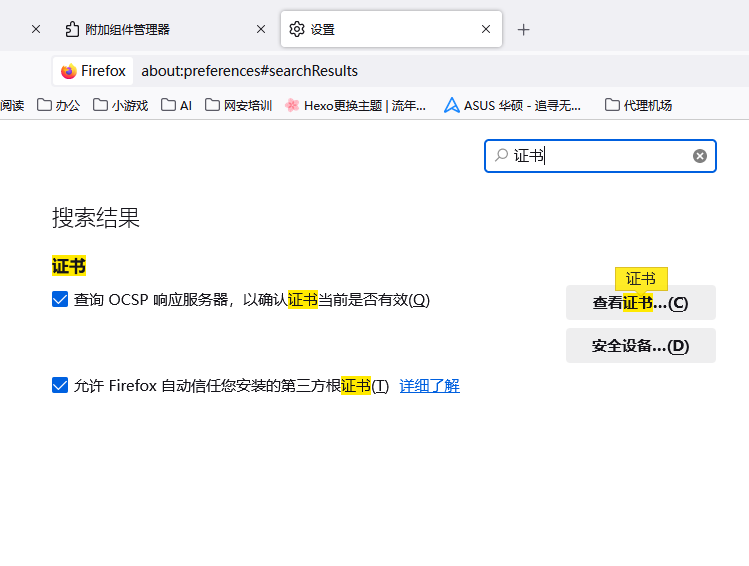 附加组件管理器
设置
Firefox about:preferences#searchResults
阅读 办公 小游戏 AI 网安培训 Hexo更换主题 | 流年... ASUS 华硕 - 追寻无... 代理机场
证书
搜索结果
证书
证书
查询 OCSP 响应服务器，以确认证书当前是否有效(Q)
查看证书...(C)
安全设备...(D)
允许 Firefox 自动信任您安装的第三方根证书(T) 详细了解